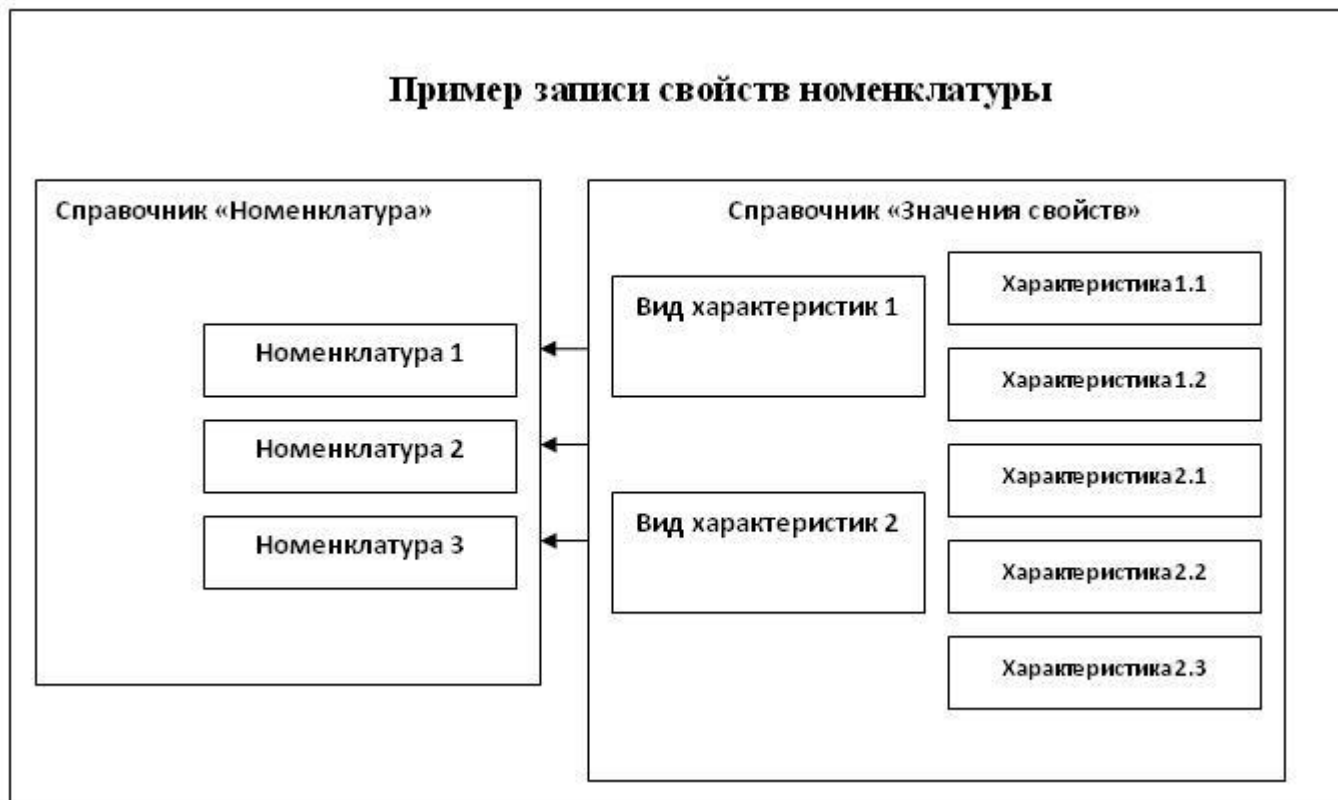 Пример записи свойств номенклатуры
Справочник «Номенклатура»
Номенклатура 1
Номенклатура 2
Номенклатура 3
Справочник «Значения свойств»
Вид характеристик 1
Вид характеристик 2
Характеристика1.1
Характеристика1.2
Характеристика2.1
Характеристика2.2
Характеристика2.3